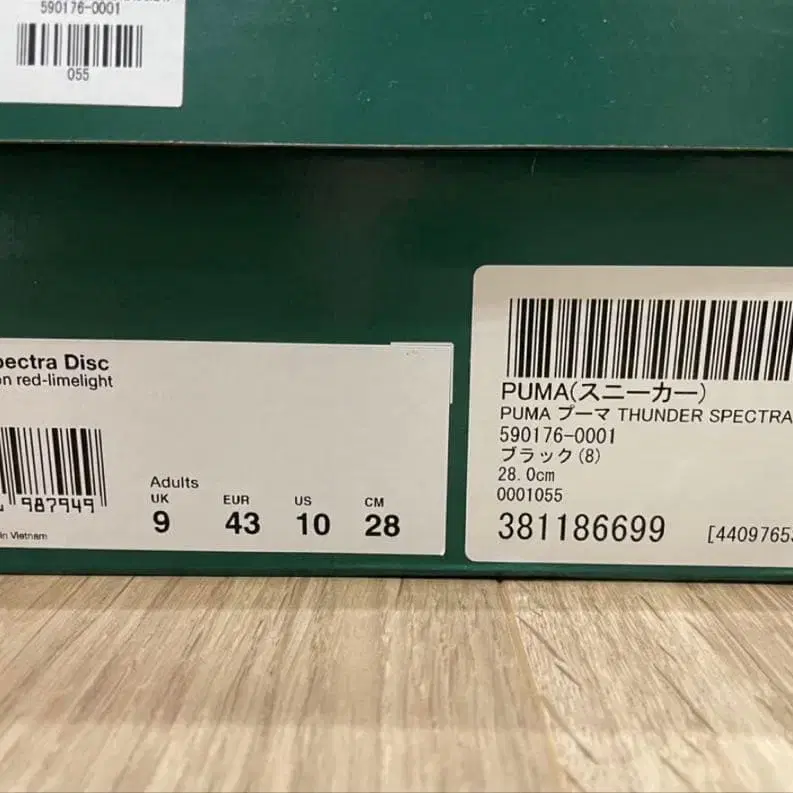 590176-0001
055
pectra Disc
on red-limelight
987949
in Vietnam
Adults
UK EUR US CM
9 43 10 28
PUMA(スニーカー)
PUMA プーマ THUNDER SPECTRA
590176-0001
ブラック(8)
28.0cm
0001055
381186699 [44097653